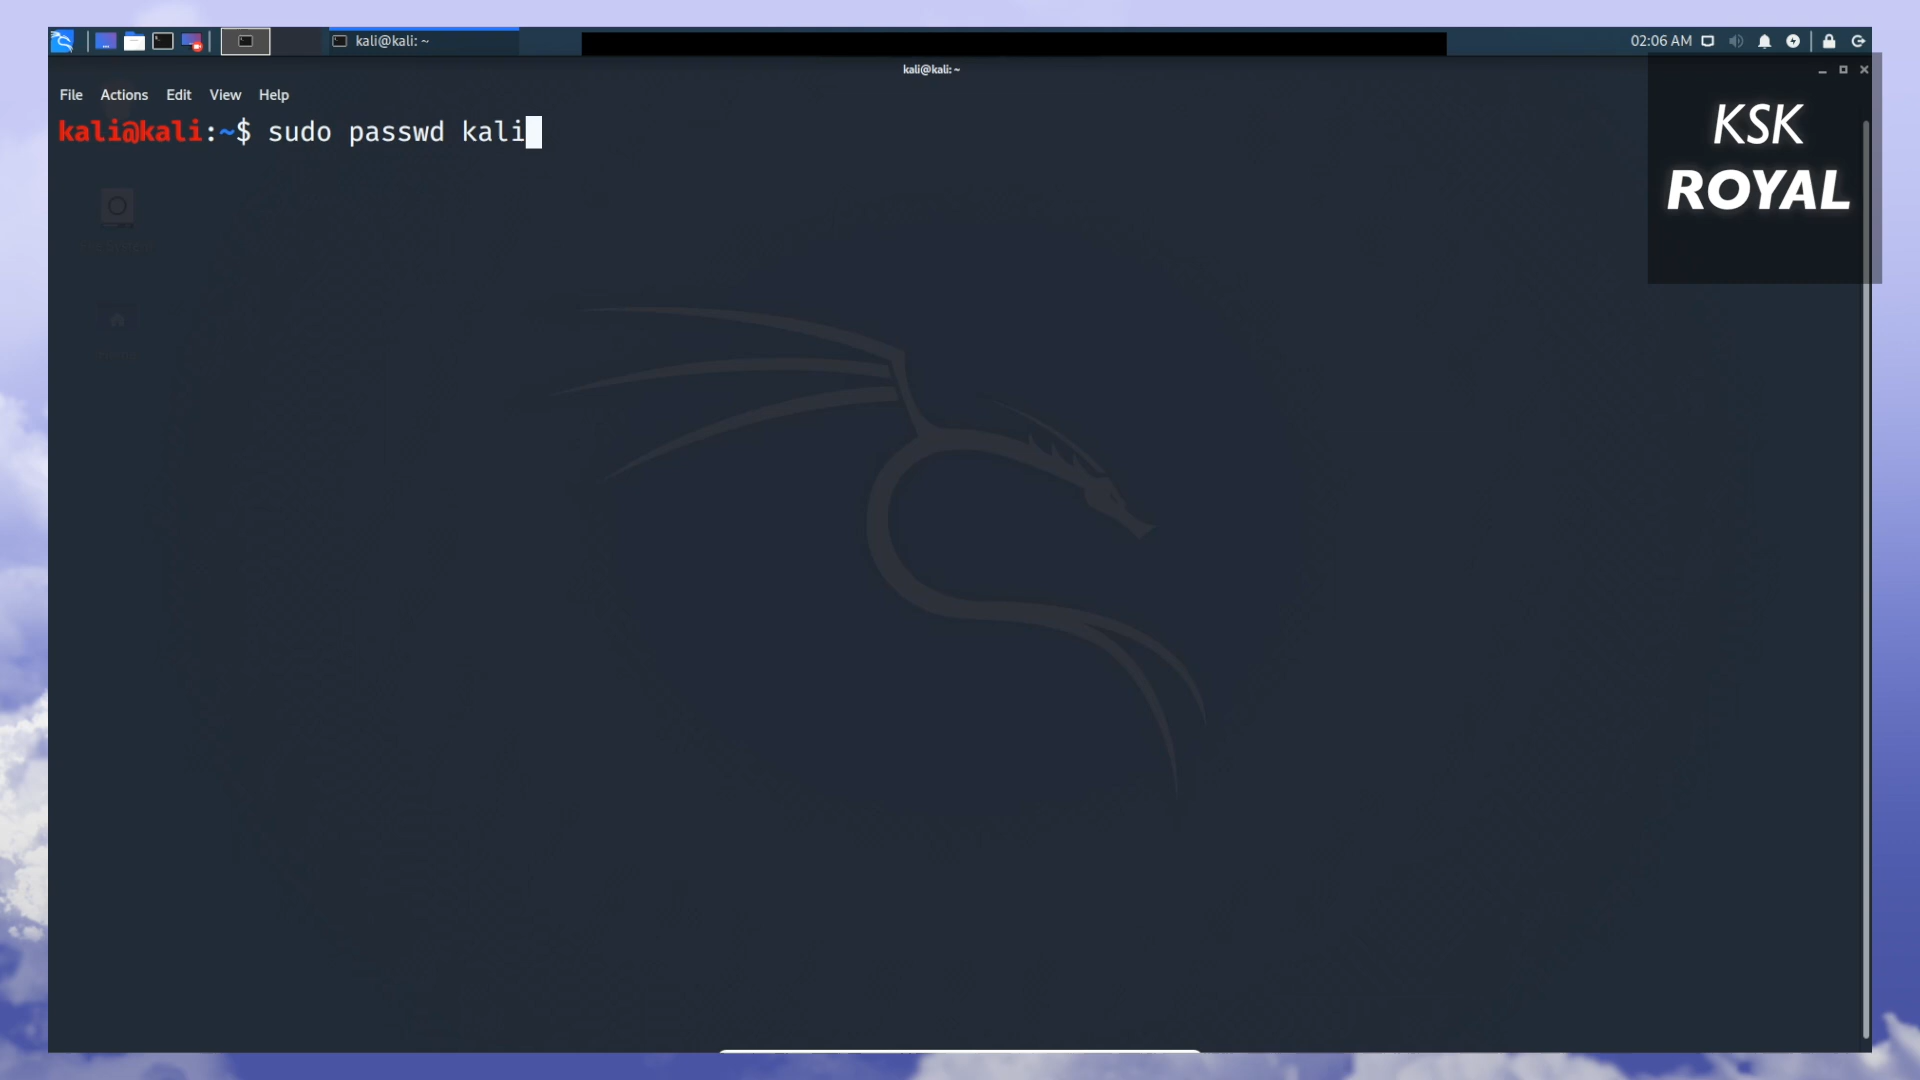 kali@kali: ~
02:06 AM
kali@kali: ~
File Actions Edit View Help
kali@kali:~$ sudo passwd kali
KSK
ROYAL